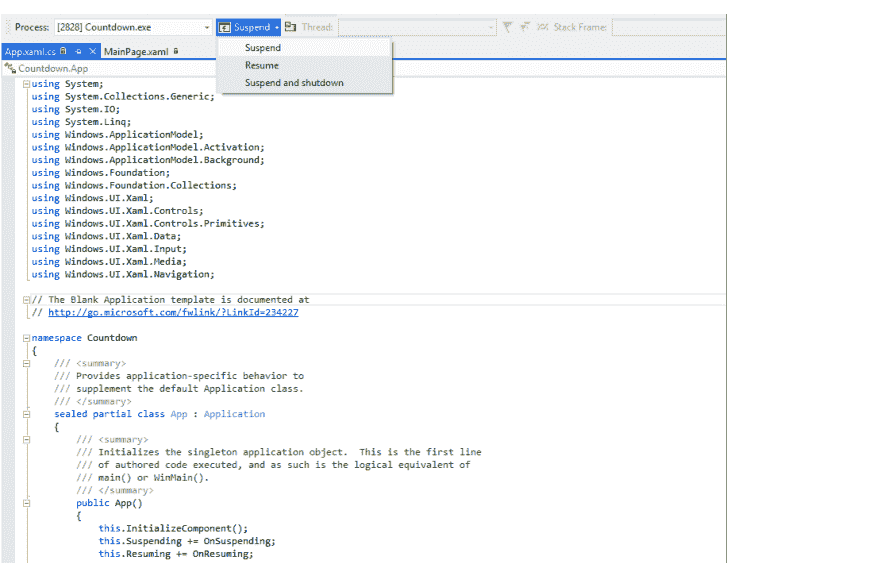 Process: [2828] Countdown.exe Suspend Thread: Stack Frame:
Suspend
Resume
Suspend and shutdown
App.xaml.cs MainPage.xaml
Countdown.App
using System;
using System.Collections.Generic;
using System.IO;
using System.Linq;
using Windows.ApplicationModel;
using Windows.ApplicationModel.Activation;
using Windows.ApplicationModel.Background;
using Windows.Foundation;
using Windows.Foundation.Collections;
using Windows.UI.Xaml;
using Windows.UI.Xaml.Controls;
using Windows.UI.Xaml.Controls.Primitives;
using Windows.UI.Xaml.Data;
using Windows.UI.Xaml.Input;
using Windows.UI.Xaml.Media;
using Windows.UI.Xaml.Navigation;
// The Blank Application template is documented at
// http://go.microsoft.com/fwlink/?LinkId=234227
namespace Countdown
{
/// <summary>
/// Provides application-specific behavior to
/// supplement the default Application class.
/// </summary>
sealed partial class App : Application
{
/// <summary>
/// Initializes the singleton application object.  This is the first line
/// of authored code executed, and as such is the logical equivalent of
/// main() or WinMain().
/// </summary>
public App()
{
this.InitializeComponent();
this.Suspending += OnSuspending;
this.Resuming += OnResuming;